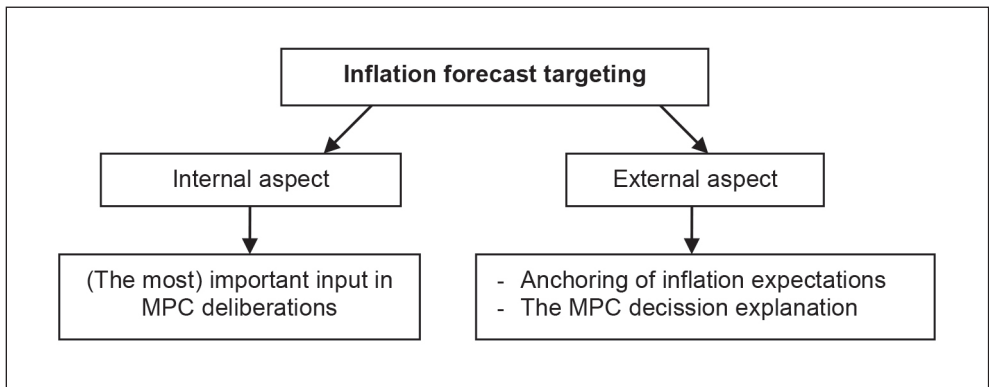 Inflation forecast targeting
Internal aspect
External aspect
(The most) important input in
MPC deliberations
- Anchoring of inflation expectations
- The MPC decission explanation